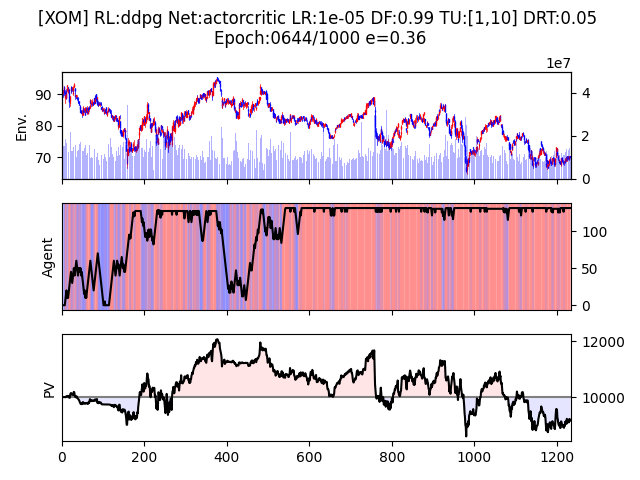 [XOM] RL:ddpg Net:actorcritic LR:1e-05 DF:0.99 TU:[1,10] DRT:0.05
Epoch:0644/1000 e=0.36
1e7
Env.
90
80
70
4
2
0
Agent
100
50
0
PV
12000
10000
0 200 400 600 800 1000 1200